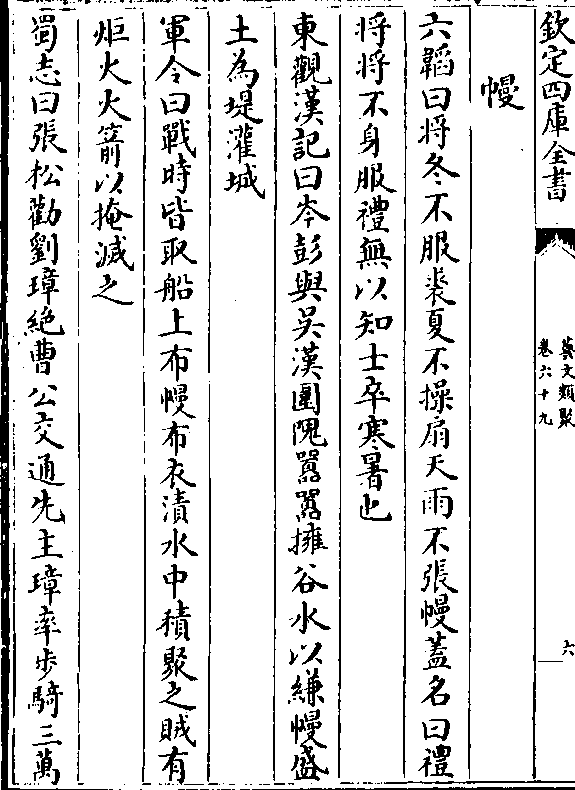 欽定四庫全書
藝文類聚
卷六十九
六
幔
六韜曰将冬不服裘夏不操扇天雨不張幔蓋名曰禮
将将不身服禮無以知士卒寒暑也
東觀漢記曰岑彭與吳漢圍隗囂囂擁谷水以縑幔盛
土為堤灌城
軍令曰戰時皆取船上布幔布衣漬水中積聚之賊有
炬火火箭以掩滅之
蜀志曰張松勸劉璋絶曹公交通先主璋率步騎三萬